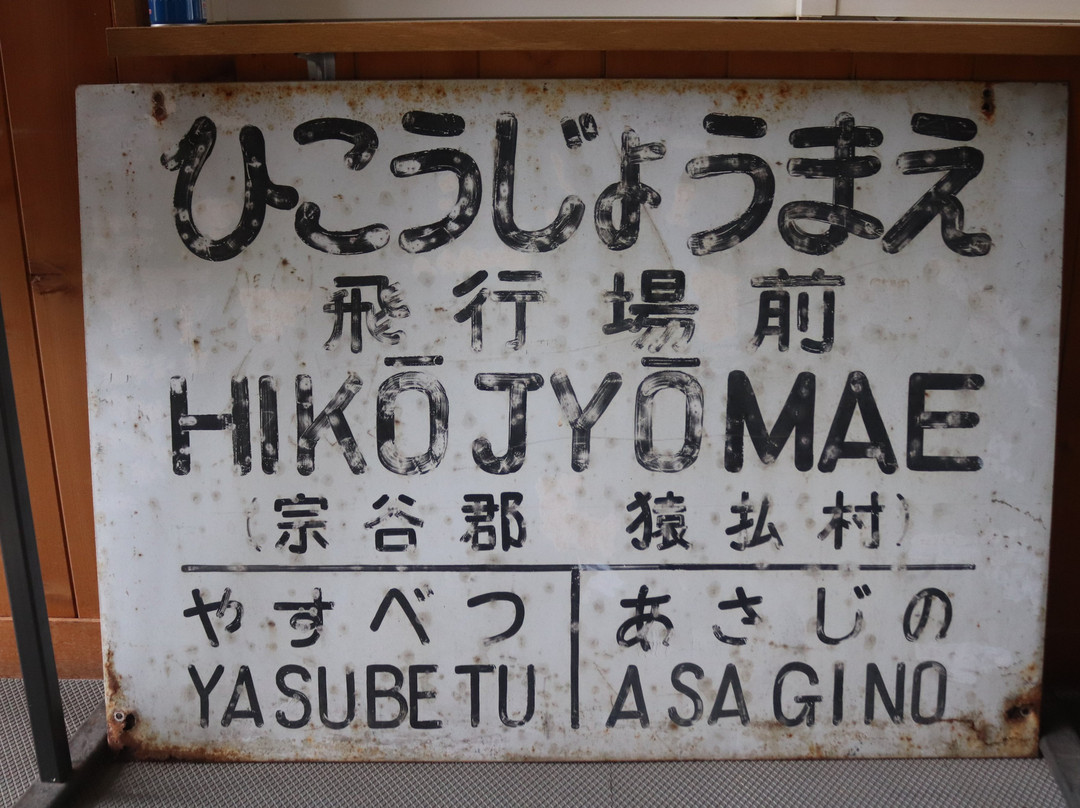 ひこうじょうまえ
飛行場前
HIKŌJYŌMAE
(宗谷郡 猿払村)
やすべつ あさじの
YASUBETU ASAGINO